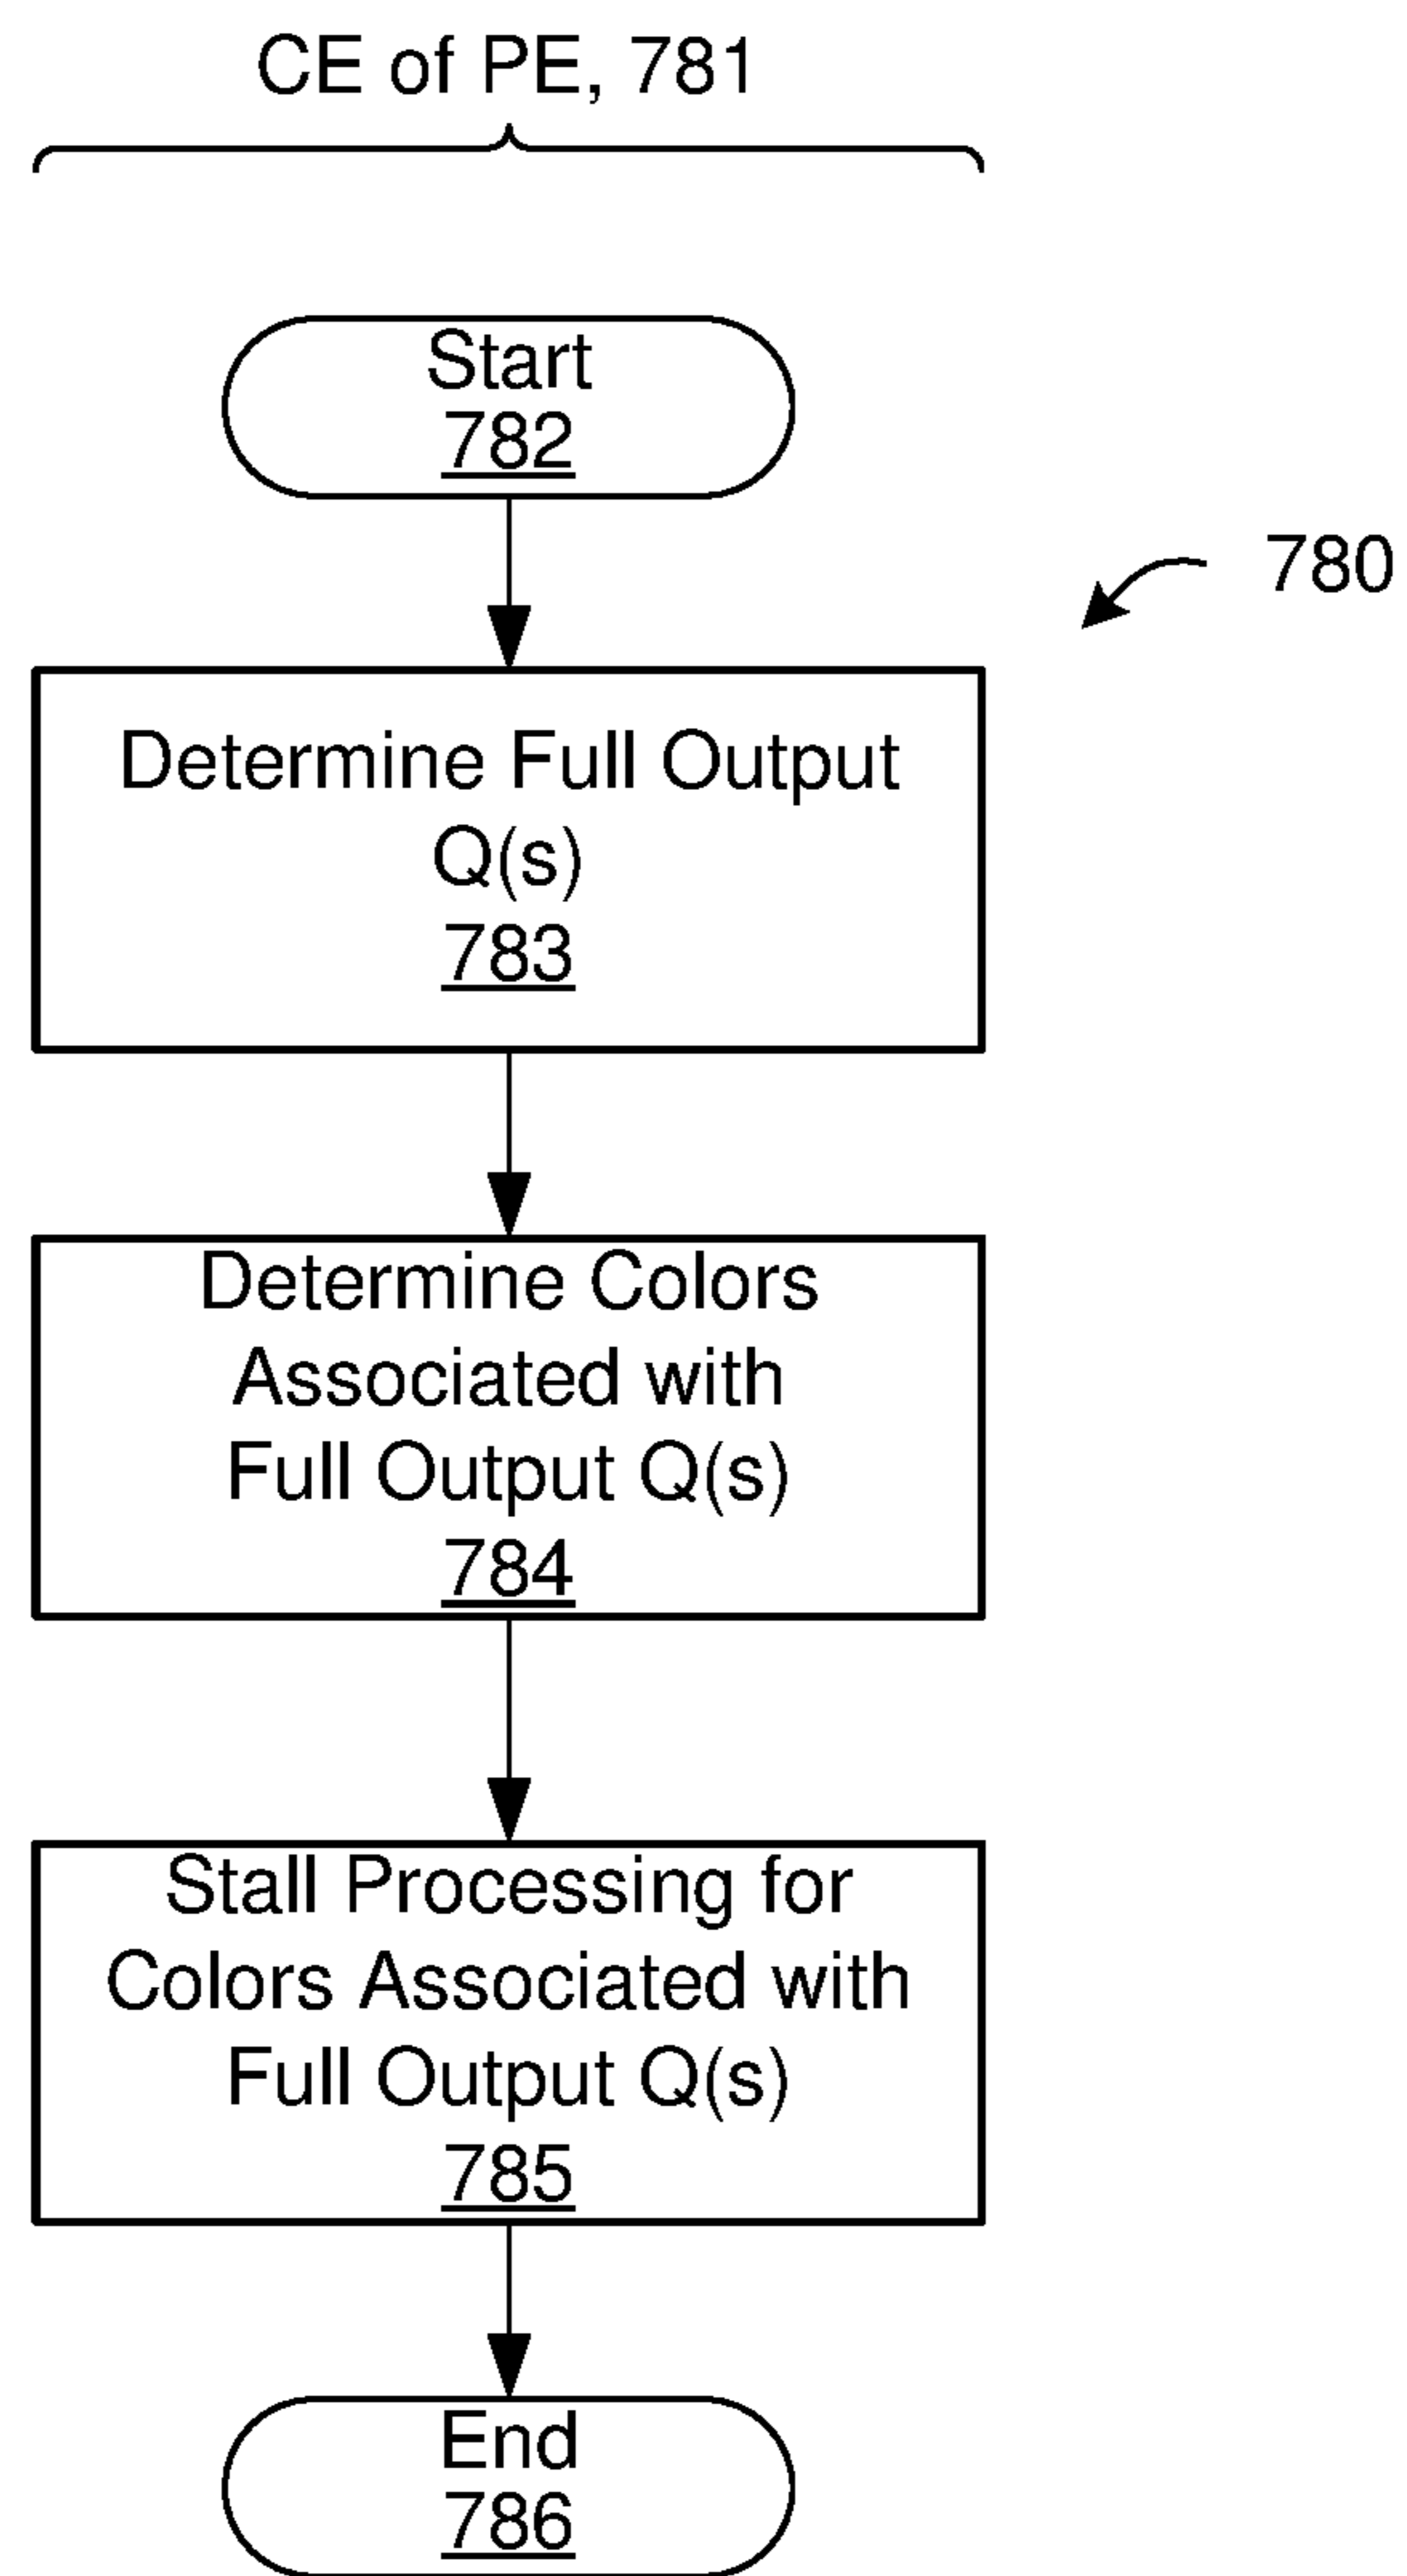 CE of PE, 781
Start
782
780
Determine Full Output
Q(s)
783
Determine Colors
Associated with
Full Output Q(s)
784
Stall Processing for
Colors Associated with
Full Output Q(s)
785
End
786